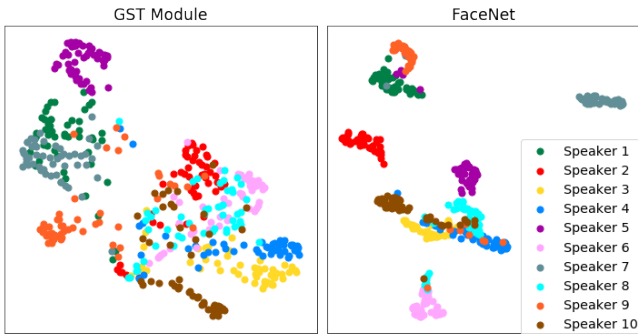 GST Module
FaceNet
Speaker 1
Speaker 2
Speaker 3
Speaker 4
Speaker 5
Speaker 6
Speaker 7
Speaker 8
Speaker 9
Speaker 10